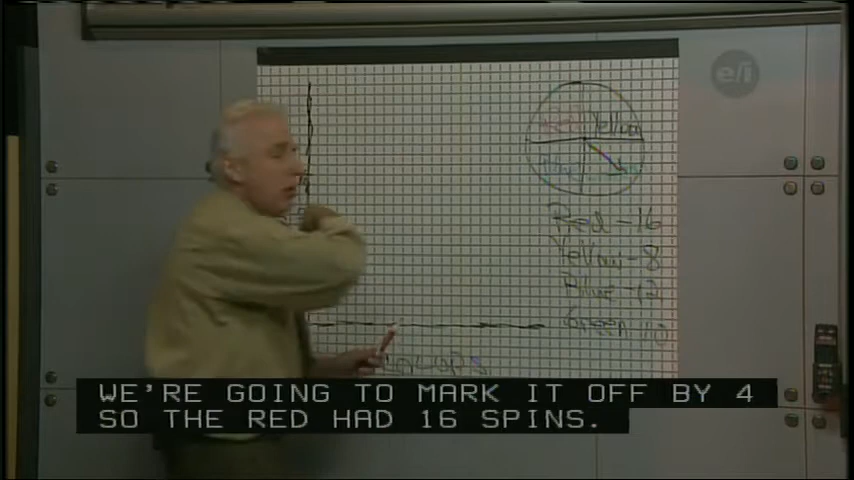 e/i
Red Yellow
Red-16
Yellow-8
Blue-12
Green
Colors
WE'RE GOING TO MARK IT OFF BY 4
SO THE RED HAD 16 SPINS.